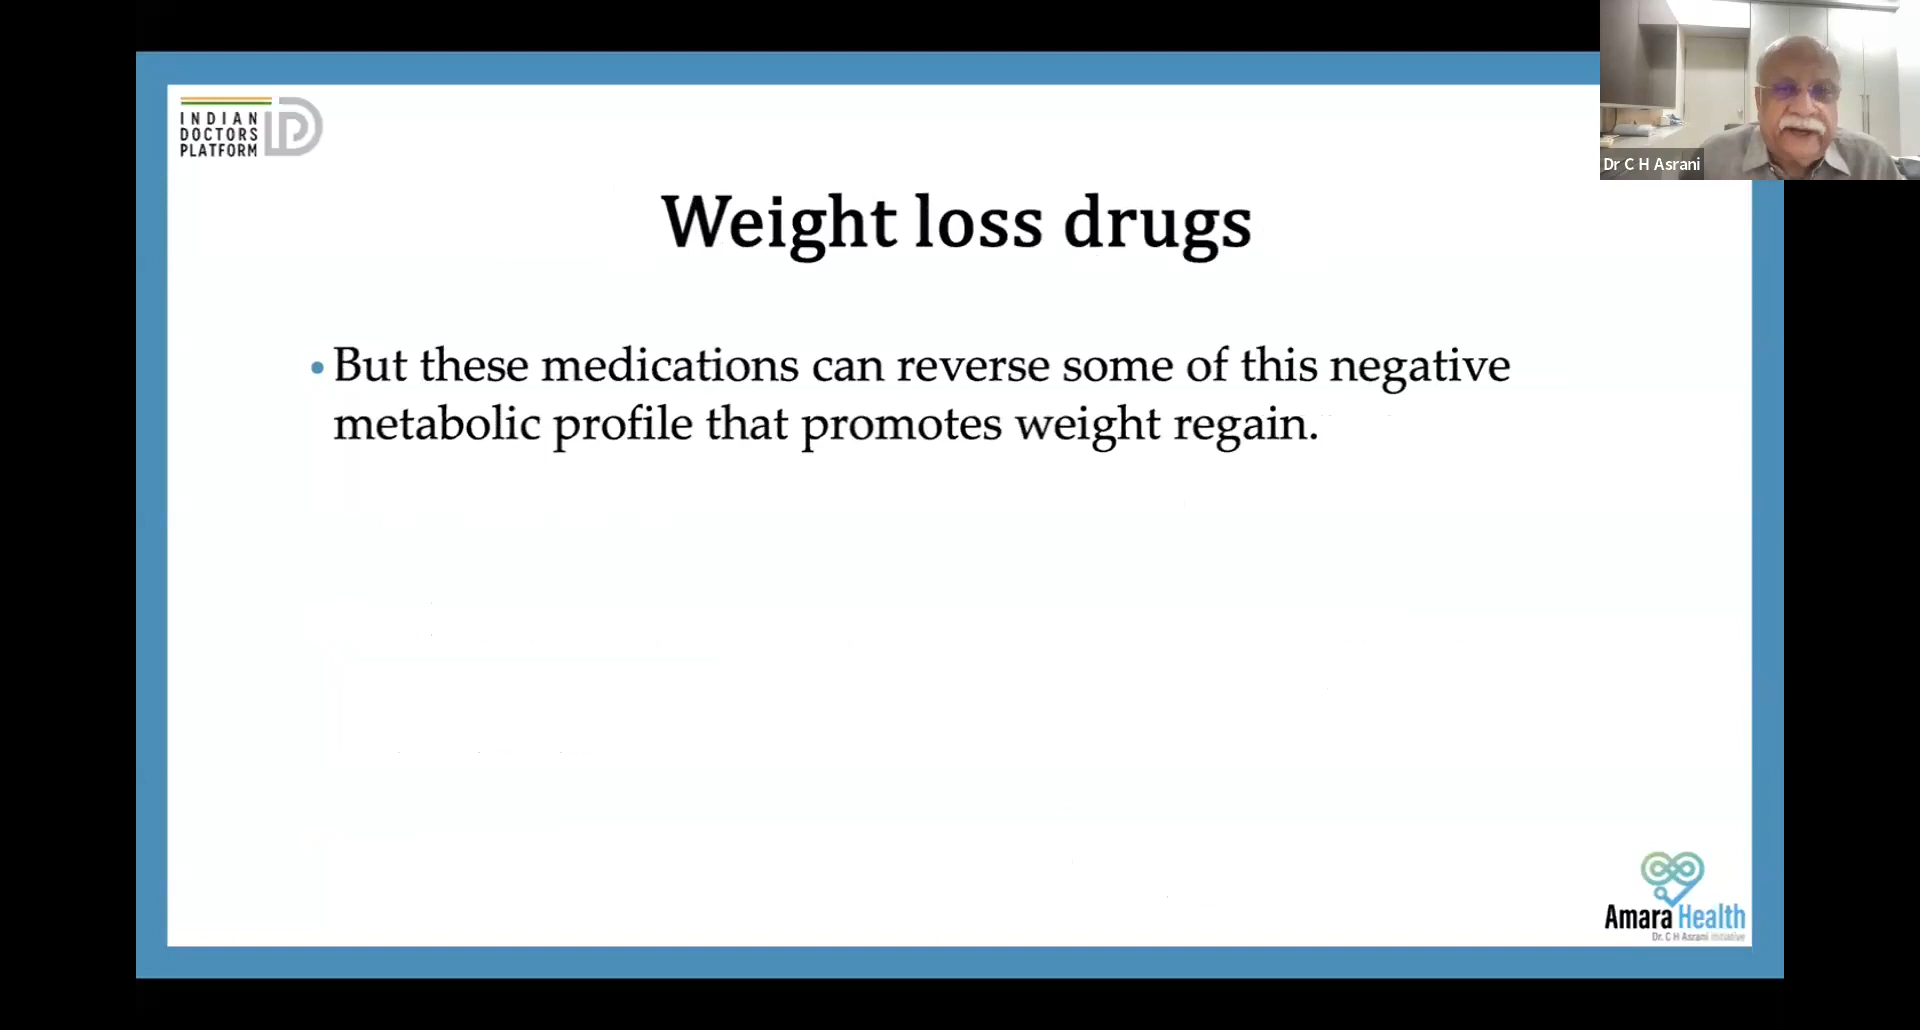 INDIAN
DOCTORS
PLATFORM
Dr C H Asrani
Weight loss drugs
• But these medications can reverse some of this negative
metabolic profile that promotes weight regain.
Amara Health
Dr. C H Asrani Initiative